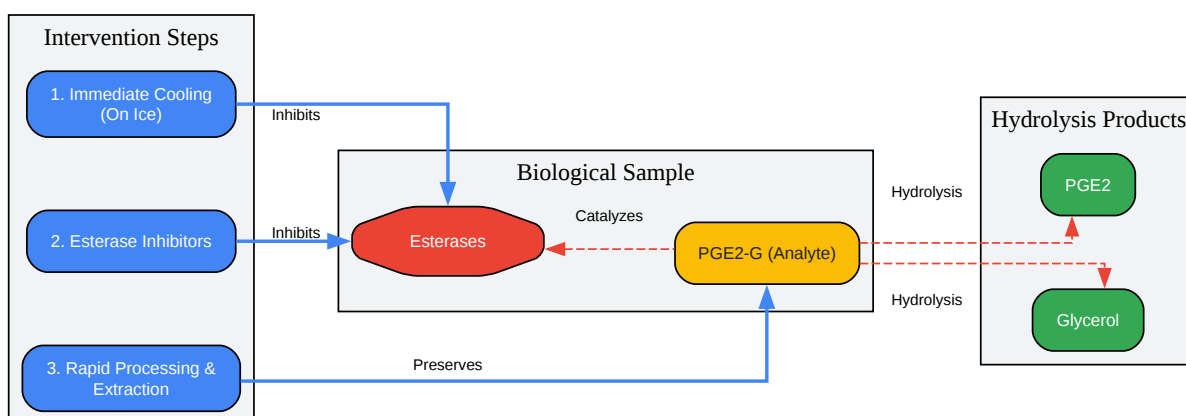 Intervention Steps
1. Immediate Cooling
(On Ice)
Inhibits
2. Esterase Inhibitors
Inhibits
3. Rapid Processing &
Extraction
Preserves
Biological Sample
Esterases
Catalyzes
PGE2-G (Analyte)
Hydrolysis
Hydrolysis
Hydrolysis Products
PGE2
Glycerol